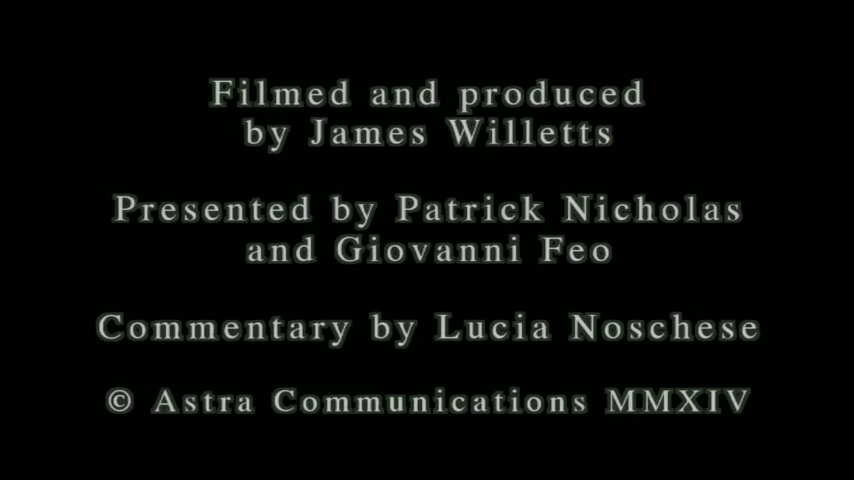 Filmed and produced
by James Willetts
Presented by Patrick Nicholas
and Giovanni Feo
Commentary by Lucia Noschese
© Astra Communications MMXIV